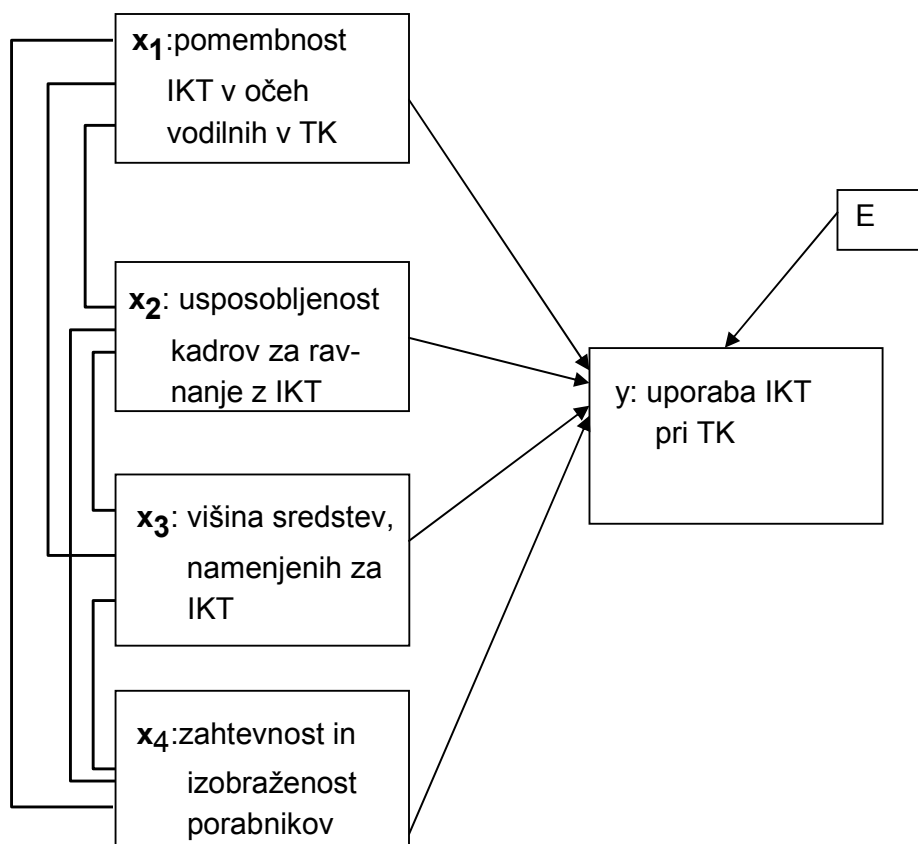 x1:pomembnost
IKT v očeh
vodilnih v TK
E
x2: usposobljenost
kadrov za rav-
nanje z IKT
y: uporaba IKT
pri TK
x3: višina sredstev,
namenjenih za
IKT
x4:zahtevnost in
izobraženost
porabnikov